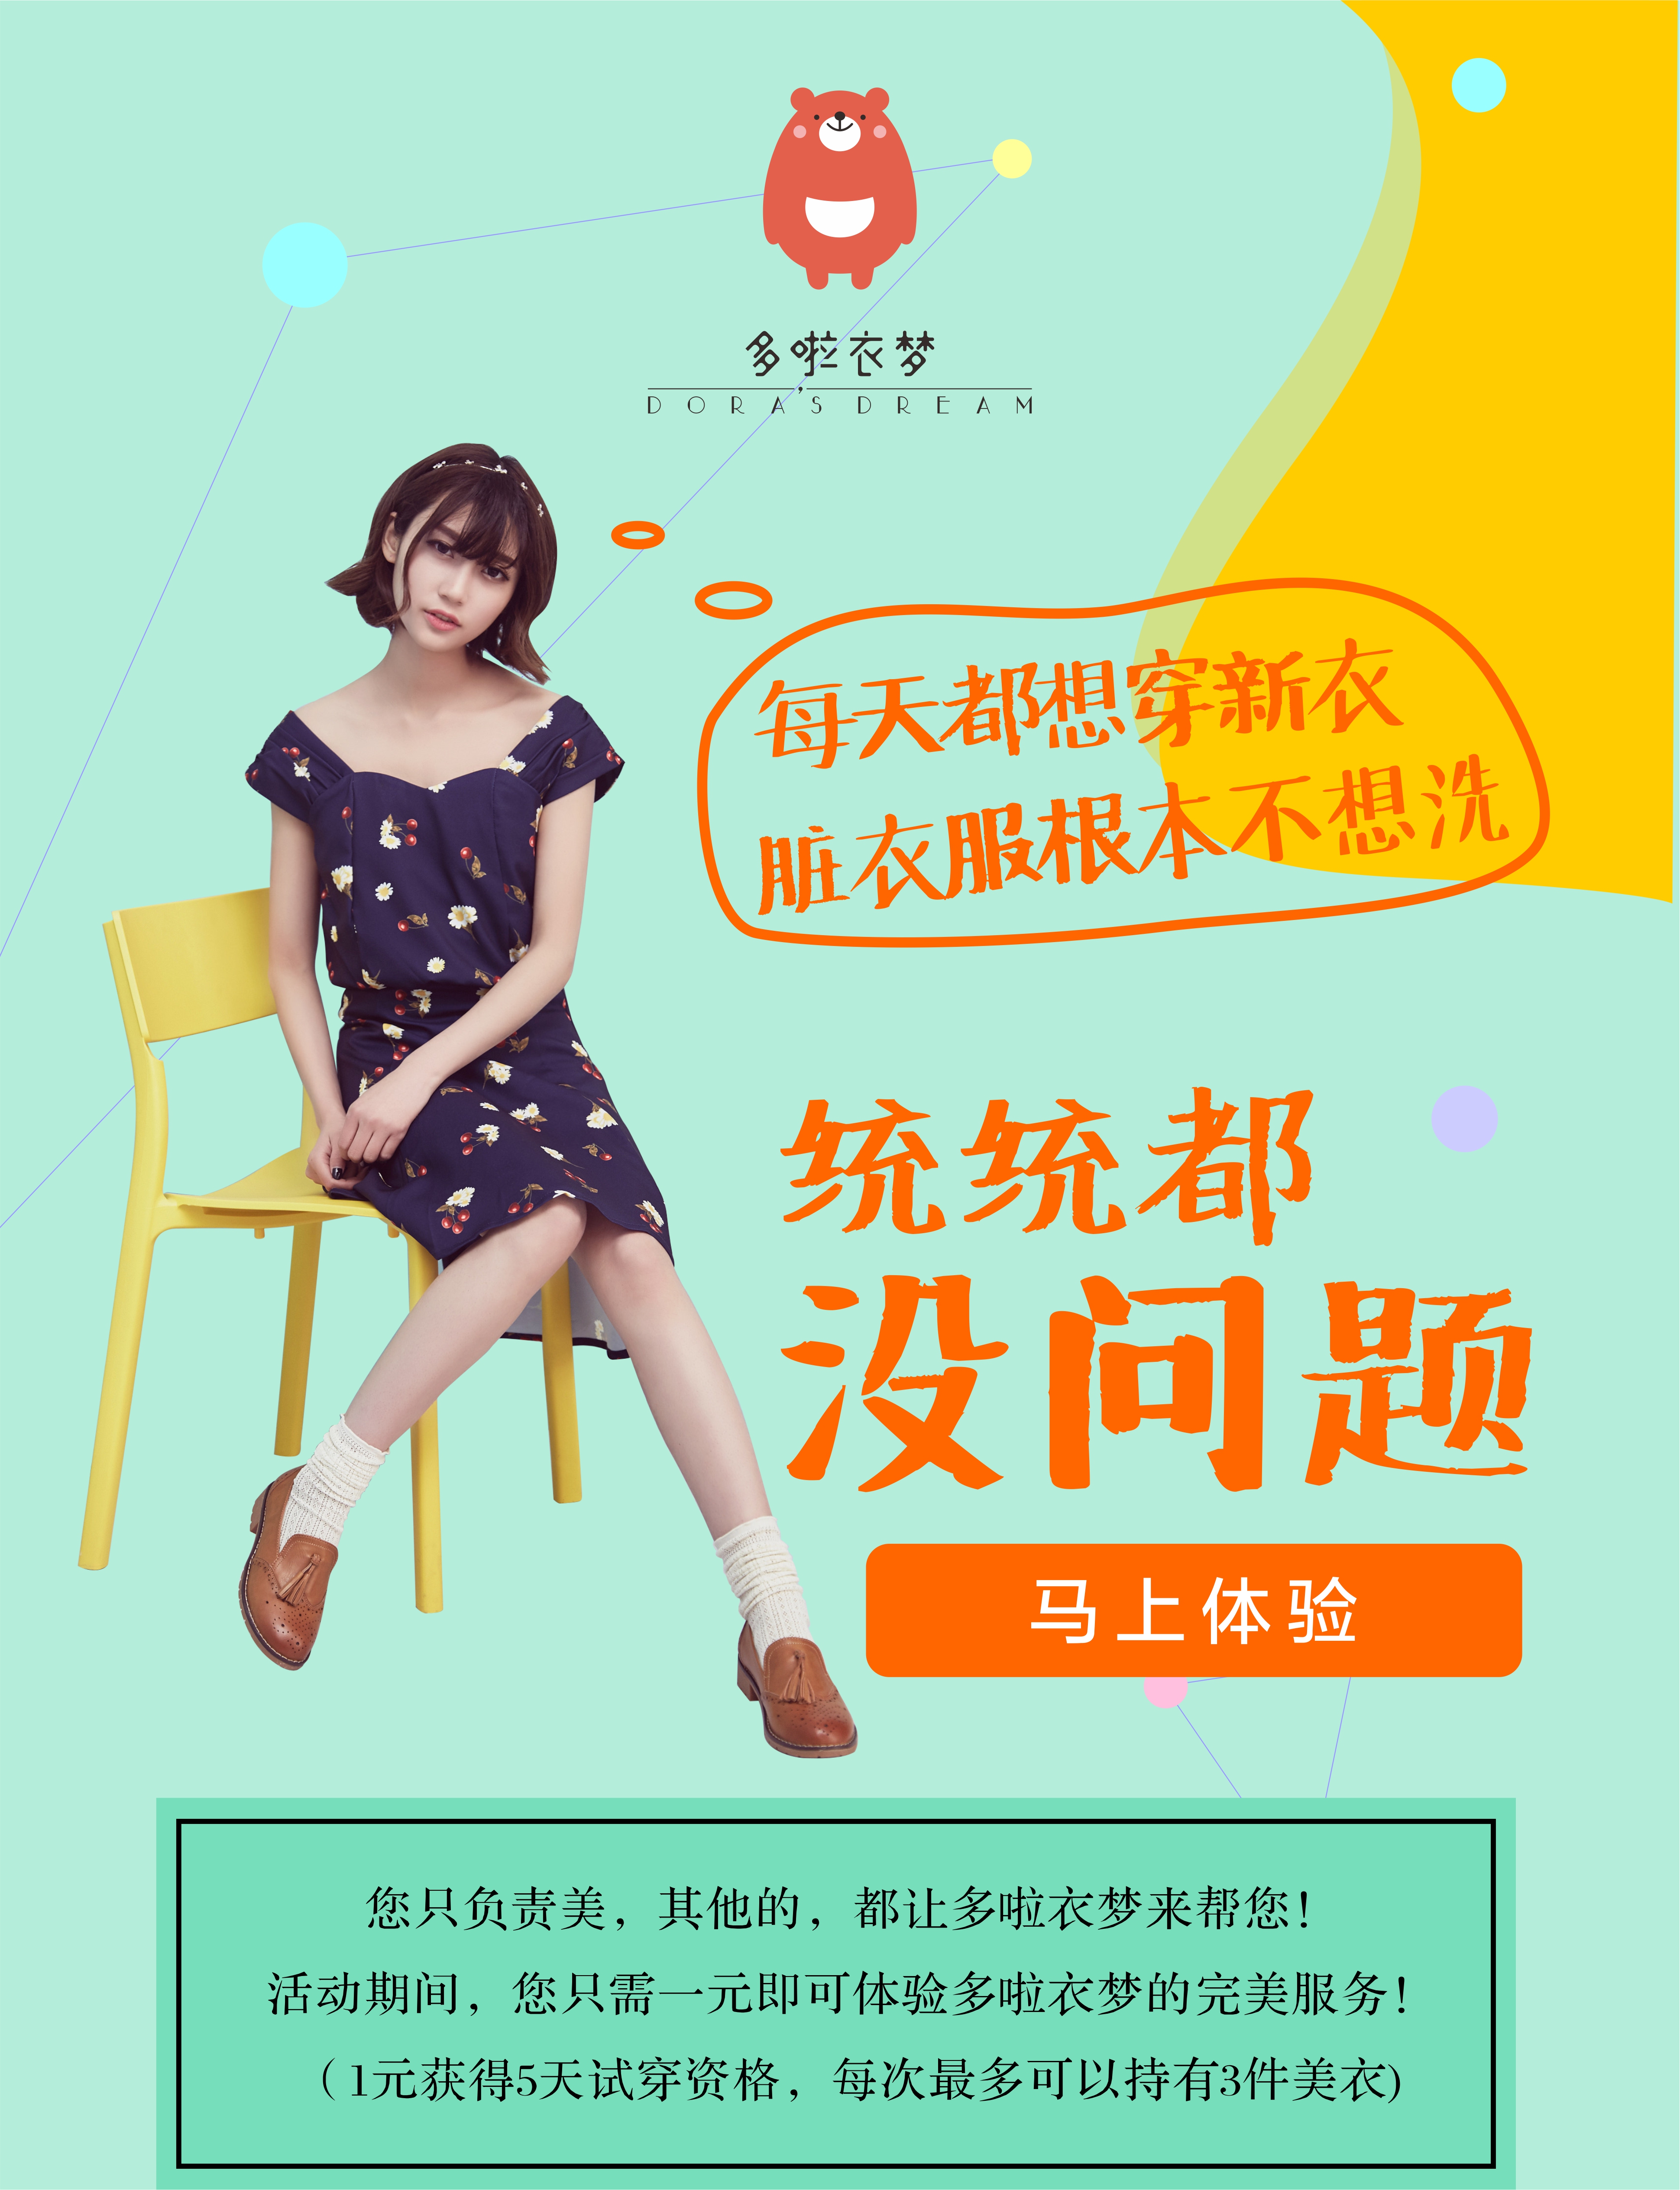 多啦衣梦
DORA'S DREAM
每天都想穿新衣
脏衣服根本不想洗
统统都
没问题
马上体验
您只负责美，其他的，都让多啦衣梦来帮您！
活动期间，您只需一元即可体验多啦衣梦的完美服务！
（1元获得5天试穿资格，每次最多可以持有3件美衣)